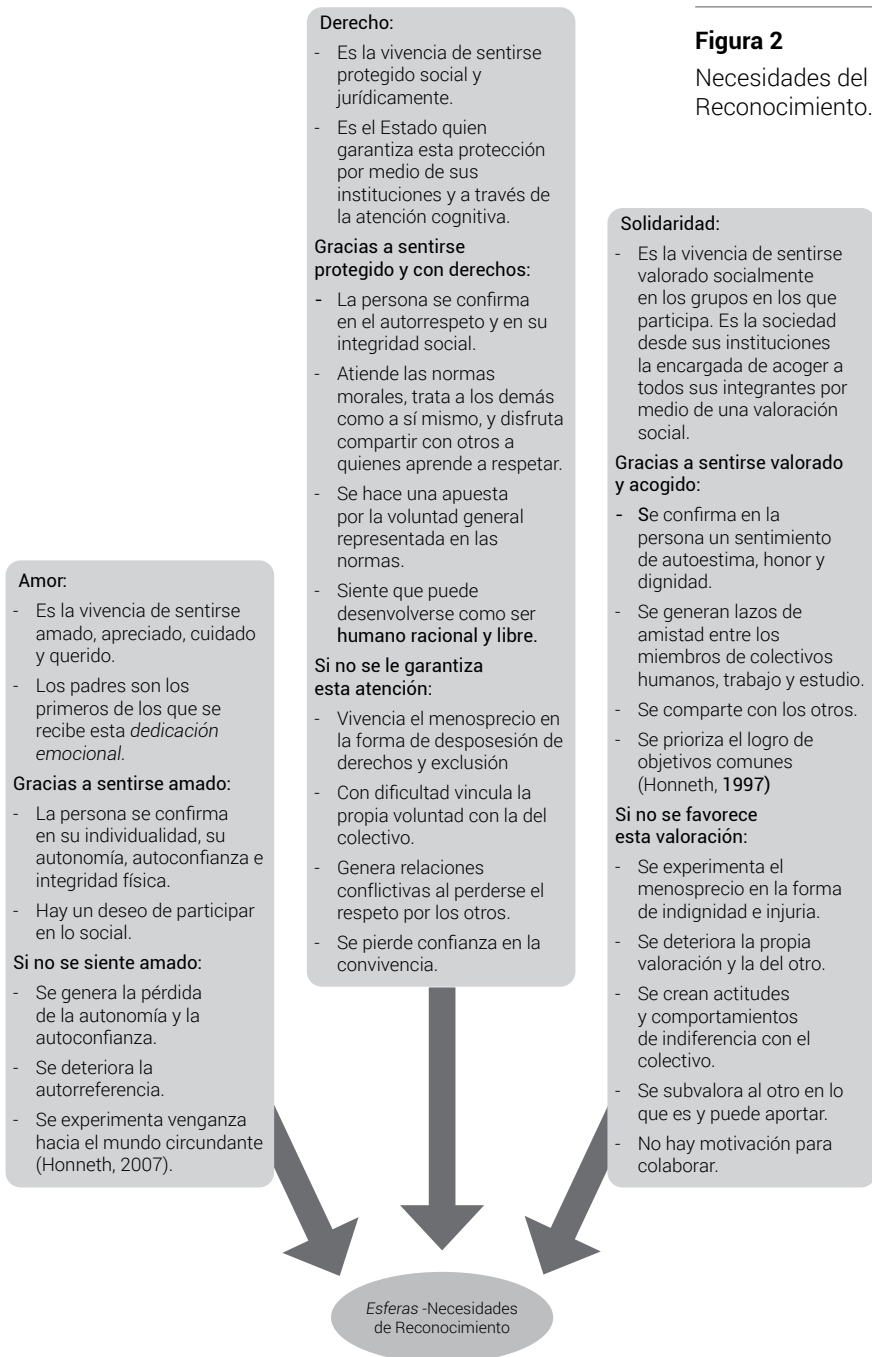 Figura 2
Necesidades del
Reconocimiento.
Amor:
- Es la vivencia de sentirse
amado, apreciado, cuidado
y querido.
- Los padres son los
primeros de los que se
recibe esta dedicación
emocional.
Gracias a sentirse amado:
- La persona se confirma
en su individualidad, su
autonomía, autoconfianza e
integridad física.
- Hay un deseo de participar
en lo social.
Si no se siente amado:
- Se genera la pérdida
de la autonomía y la
autoconfianza.
- Se deteriora la
autorreferencia.
- Se experimenta venganza
hacia el mundo circundante
(Honneth, 2007).
Derecho:
- Es la vivencia de sentirse
protegido social y
jurídicamente.
- Es el Estado quien
garantiza esta protección
por medio de sus
instituciones y a través de
la atención cognitiva.
Gracias a sentirse
protegido y con derechos:
- La persona se confirma
en el autorrespeto y en su
integridad social.
- Atiende las normas
morales, trata a los demás
como a sí mismo, y disfruta
compartir con otros a
quienes aprende a respetar.
- Se hace una apuesta
por la voluntad general
representada en las
normas.
- Siente que puede
desenvolverse como ser
humano racional y libre.
Si no se le garantiza
esta atención:
- Vivencia el menosprecio en
la forma de desposesión de
derechos y exclusión
- Con dificultad vincula la
propia voluntad con la del
colectivo.
- Genera relaciones
conflictivas al perderse el
respeto por los otros.
- Se pierde confianza en la
convivencia.
Solidaridad:
- Es la vivencia de sentirse
valorado socialmente
en los grupos en los que
participa. Es la sociedad
desde sus instituciones
la encargada de acoger a
todos sus integrantes por
medio de una valoración
social.
Gracias a sentirse valorado
y acogido:
- Se confirma en la
persona un sentimiento
de autoestima, honor y
dignidad.
- Se generan lazos de
amistad entre los
miembros de colectivos
humanos, trabajo y estudio.
- Se comparte con los otros.
- Se prioriza el logro de
objetivos comunes
(Honneth, 1997)
Si no se favorece
esta valoración:
- Se experimenta el
menosprecio en la forma
de indignidad e injuria.
- Se deteriora la propia
valoración y la del otro.
- Se crean actitudes
y comportamientos
de indiferencia con el
colectivo.
- Se subvalora al otro en lo
que es y puede aportar.
- No hay motivación para
colaborar.
Esferas -Necesidades
de Reconocimiento